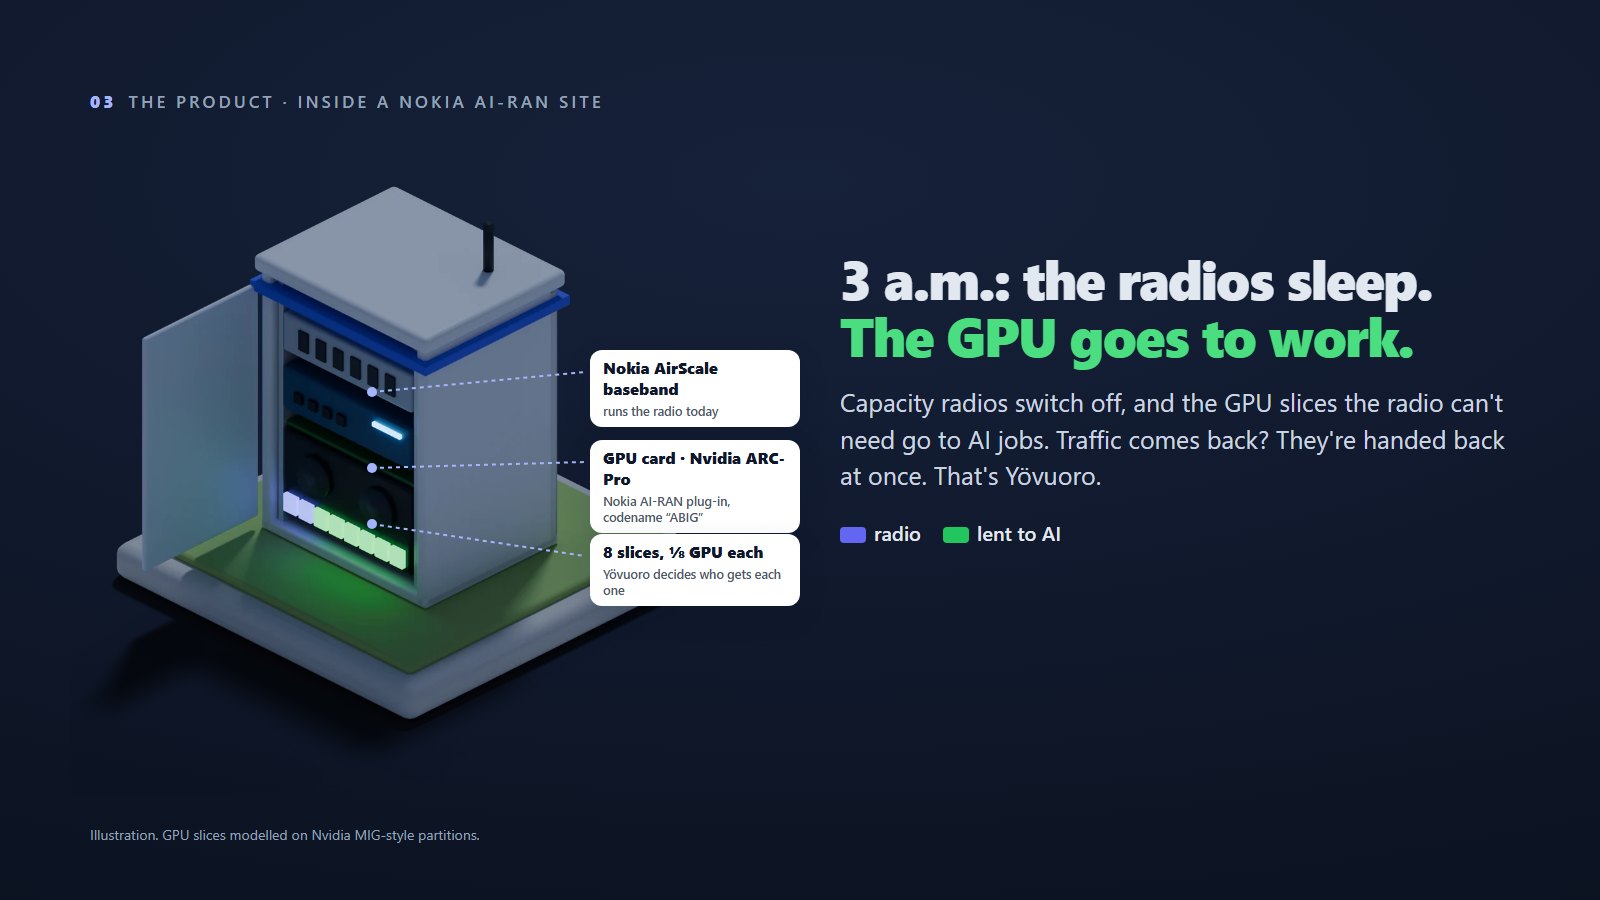 03 THE PRODUCT · INSIDE A NOKIA AI-RAN SITE
Nokia AirScale
baseband
runs the radio today
GPU card · Nvidia ARC-
Pro
Nokia AI-RAN plug-in,
codename “ABIG”
8 slices, ⅛ GPU each
Yövuoro decides who gets each
one
3 a.m.: the radios sleep.
The GPU goes to work.
Capacity radios switch off, and the GPU slices the radio can't
need go to AI jobs. Traffic comes back? They're handed back
at once. That's Yövuoro.
radio lent to AI
Illustration. GPU slices modelled on Nvidia MIG-style partitions.